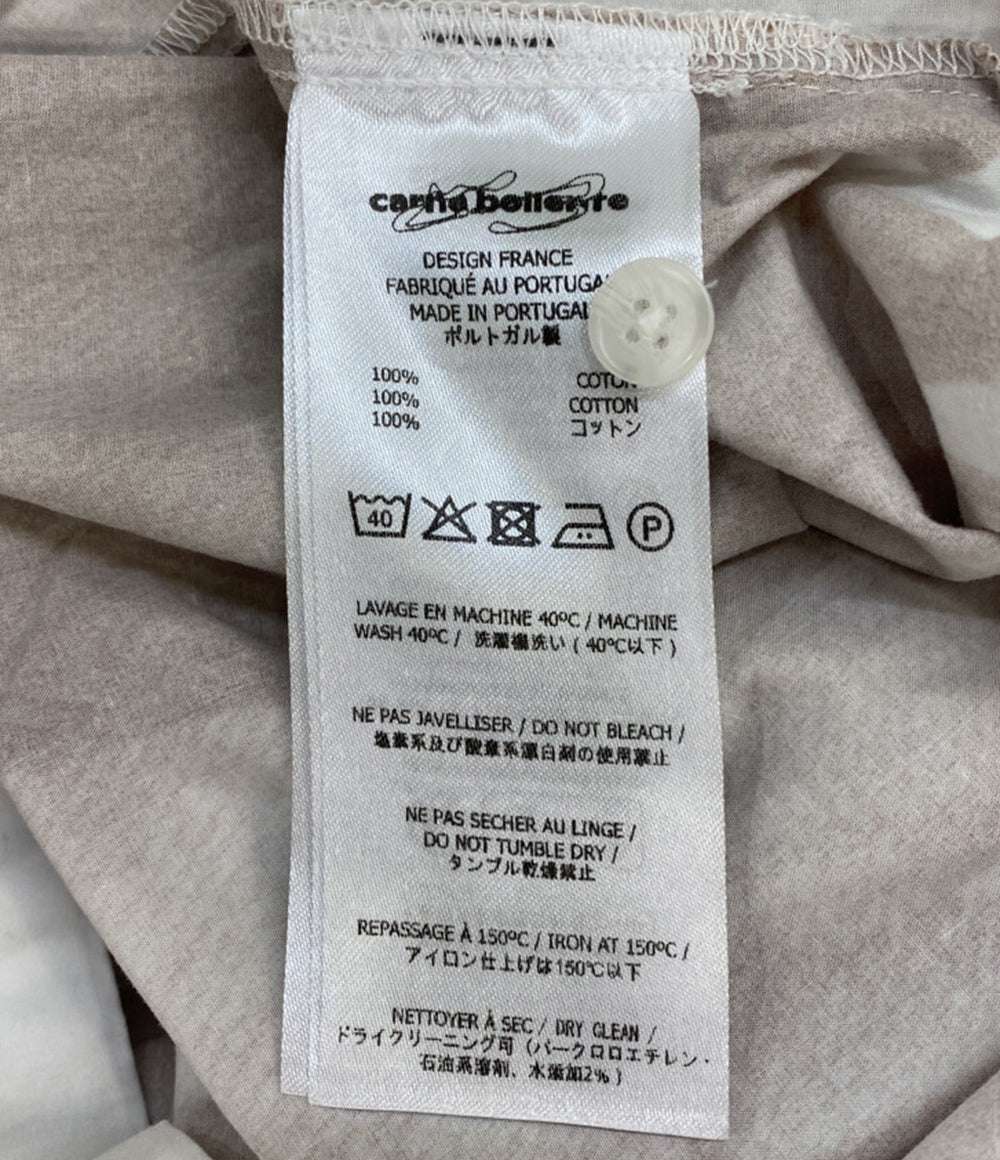 carne bollente
DESIGN FRANCE
FABRIQUÉ AU PORTUGA
MADE IN PORTUGAL
ポルトガル製
100% COTON
100% COTTON
100% コットン
40
P
LAVAGE EN MACHINE 40ºC / MACHINE
WASH 40ºC / 洗濯機洗い ( 40℃以下 )
NE PAS JAVELLISER / DO NOT BLEACH /
塩素系及び酸素系漂白剤の使用禁止
NE PAS SECHER AU LINGE /
DO NOT TUMBLE DRY /
タンブル乾燥禁止
REPASSAGE À 150ºC / IRON AT 150ºC /
アイロン仕上げは150℃以下
NETTOYER À SEC / DRY CLEAN /
ドライクリーニング可（パークロロエチレン・
石油系溶剤、水添加2% )